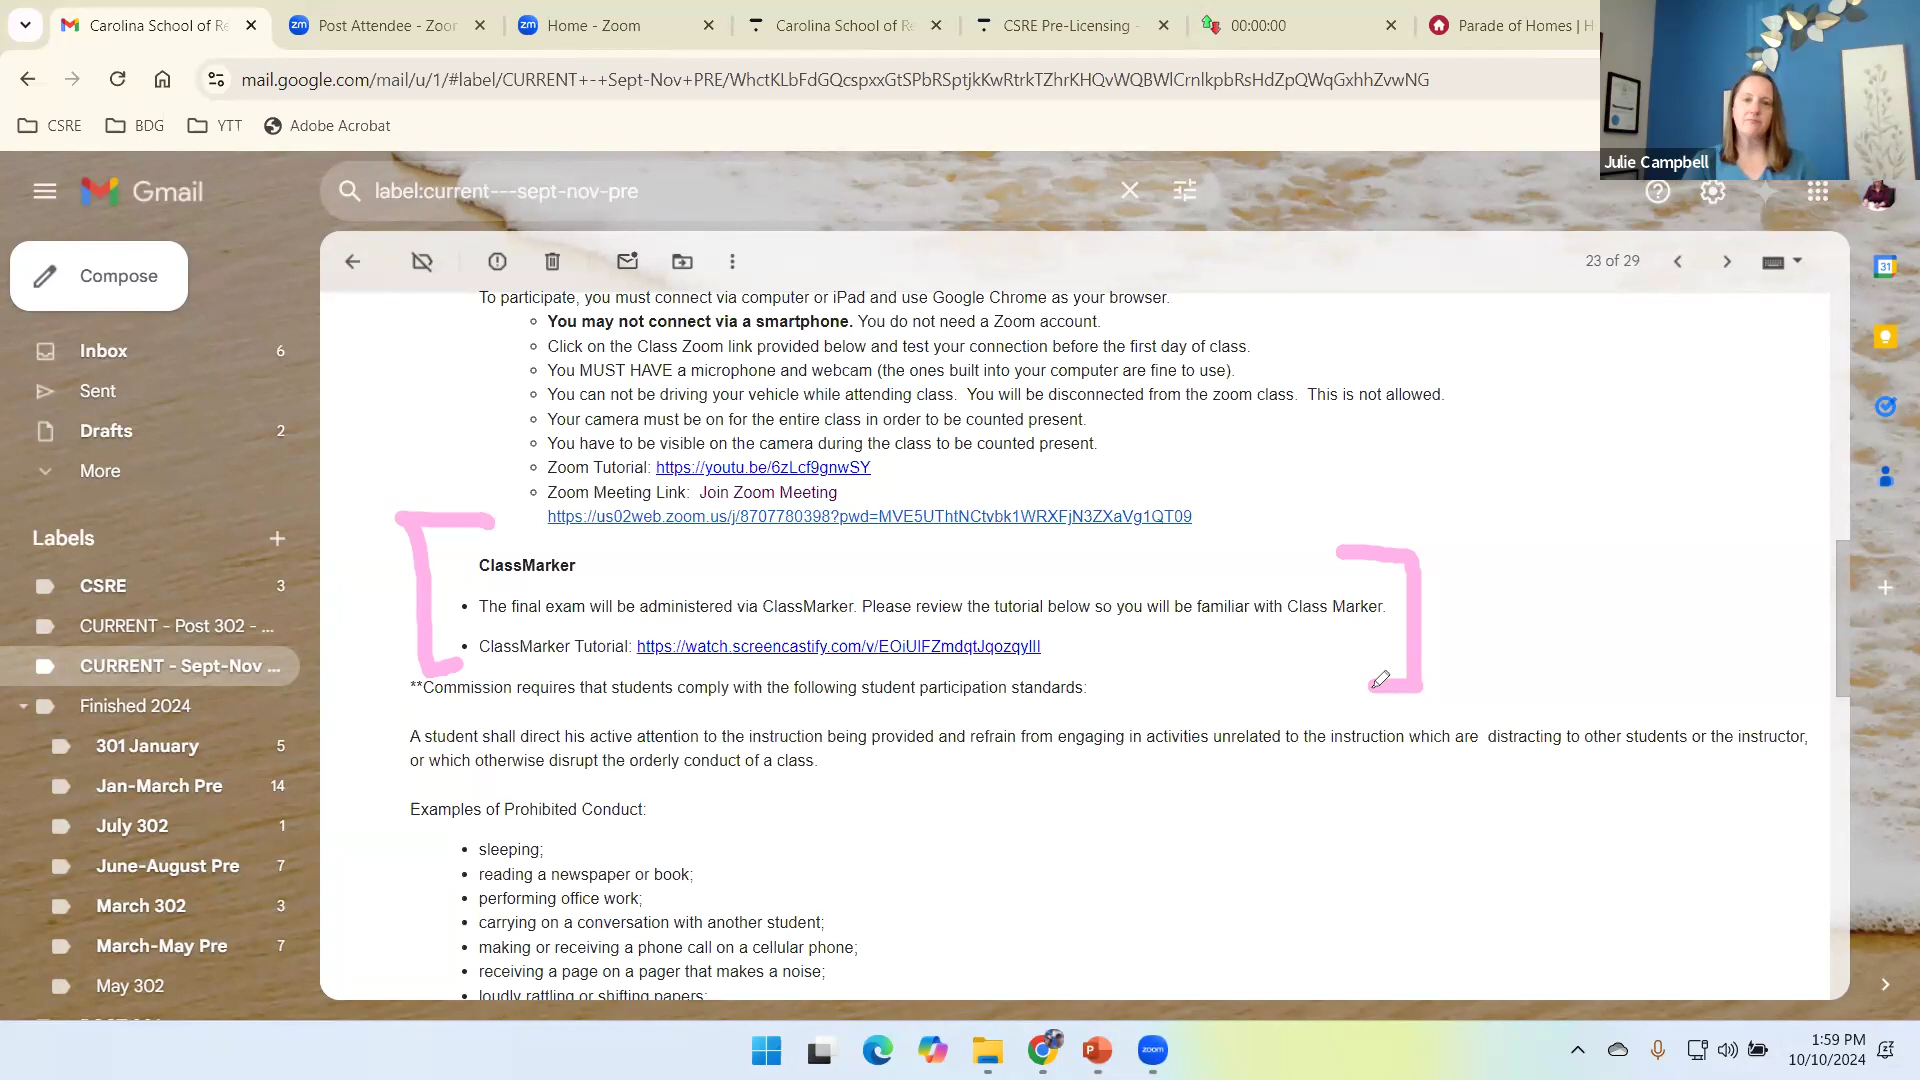 Carolina School of Re
Post Attendee - Zoom
Home - Zoom
Carolina School of Re
CSRE Pre-Licensing -
00:00:00
Parade of Homes | H
mail.google.com/mail/u/1/#label/CURRENT+-+Sept-Nov+PRE/WhctKLbFdGQcspxxGtSPbRSptjkKwRtrkTZhrKHQvWQBWlCrnlkpbRsHdZpQWqGxhhZvwNG
CSRE
BDG
YTT
Adobe Acrobat
Julie Campbell
Gmail
label:current---sept-nov-pre
Compose
23 of 29
Inbox 6
Sent
Drafts 2
More
Labels
CSRE 3
CURRENT - Post 302 - ...
CURRENT - Sept-Nov ...
Finished 2024
301 January 5
Jan-March Pre 14
July 302 1
June-August Pre 7
March 302 3
March-May Pre 7
May 302
To participate, you must connect via computer or iPad and use Google Chrome as your browser.
You may not connect via a smartphone. You do not need a Zoom account.
Click on the Class Zoom link provided below and test your connection before the first day of class.
You MUST HAVE a microphone and webcam (the ones built into your computer are fine to use).
You can not be driving your vehicle while attending class. You will be disconnected from the zoom class. This is not allowed.
Your camera must be on for the entire class in order to be counted present.
You have to be visible on the camera during the class to be counted present.
Zoom Tutorial: https://youtu.be/6zLcf9gnwSY
Zoom Meeting Link: Join Zoom Meeting
https://us02web.zoom.us/j/8707780398?pwd=MVE5UThtNCtvbk1WRXFjN3ZXaVg1QT09
ClassMarker
The final exam will be administered via ClassMarker. Please review the tutorial below so you will be familiar with Class Marker.
ClassMarker Tutorial: https://watch.screencastify.com/v/EOiUlFZmdqtJqozqyIlI
**Commission requires that students comply with the following student participation standards:
A student shall direct his active attention to the instruction being provided and refrain from engaging in activities unrelated to the instruction which are distracting to other students or the instructor,
or which otherwise disrupt the orderly conduct of a class.
Examples of Prohibited Conduct:
sleeping;
reading a newspaper or book;
performing office work;
carrying on a conversation with another student;
making or receiving a phone call on a cellular phone;
receiving a page on a pager that makes a noise;
loudly rattling or shifting papers;
31
zoom
1:59 PM
10/10/2024